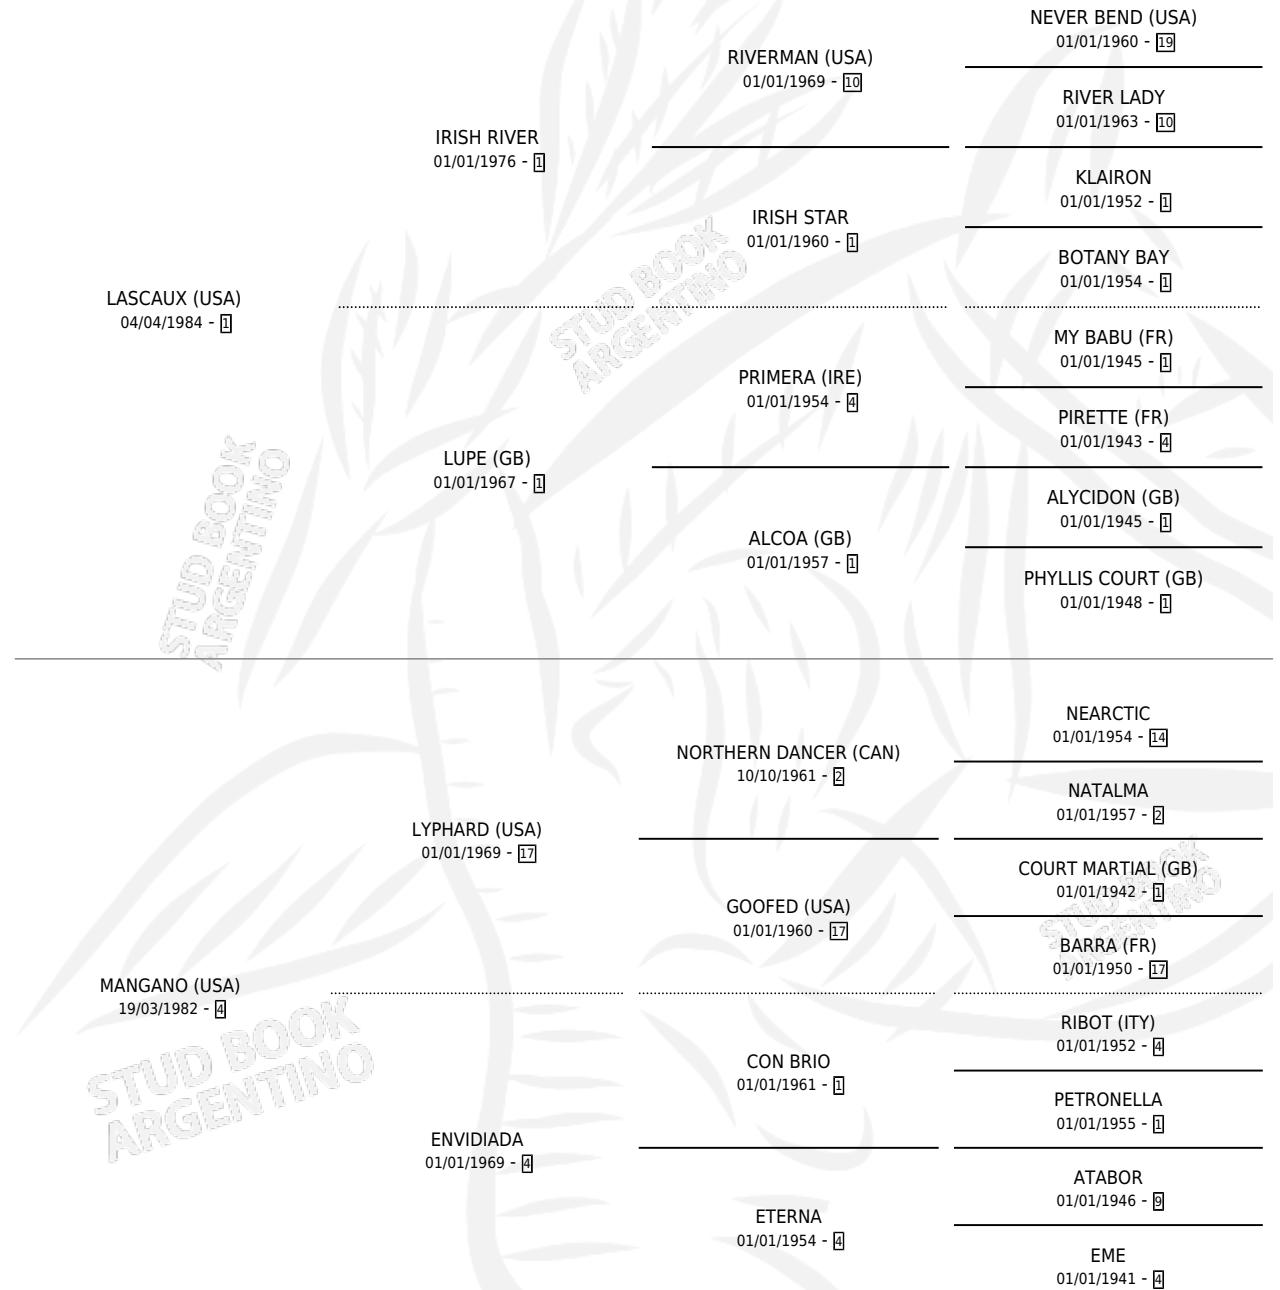 NEVER BEND (USA)
01/01/1960 - 19
RIVERMAN (USA)
01/01/1969 - 10
RIVER LADY
01/01/1963 - 10
IRISH RIVER
01/01/1976 - 1
KLAIRON
01/01/1952 - 1
IRISH STAR
01/01/1960 - 1
BOTANY BAY
01/01/1954 - 1
LASCAUX (USA)
04/04/1984 - 1
MY BABU (FR)
01/01/1945 - 1
PRIMERA (IRE)
01/01/1954 - 4
PIRETTE (FR)
01/01/1943 - 4
LUPE (GB)
01/01/1967 - 1
ALYCIDON (GB)
01/01/1945 - 1
ALCOA (GB)
01/01/1957 - 1
PHYLLIS COURT (GB)
01/01/1948 - 1
NEARCTIC
01/01/1954 - 14
NORTHERN DANCER (CAN)
10/10/1961 - 2
NATALMA
01/01/1957 - 2
LYPHARD (USA)
01/01/1969 - 17
COURT MARTIAL (GB)
01/01/1942 - 1
GOOFED (USA)
01/01/1960 - 17
BARRA (FR)
01/01/1950 - 17
MANGANO (USA)
19/03/1982 - 4
RIBOT (ITY)
01/01/1952 - 4
CON BRIO
01/01/1961 - 1
PETRONELLA
01/01/1955 - 1
ENVIDIADA
01/01/1969 - 4
ATABOR
01/01/1946 - 9
ETERNA
01/01/1954 - 4
EME
01/01/1941 - 4
STUD BOOK
ARGENTINO
STUD BOOK
ARGENTINO
STUD BOOK
ARGENTINO
STUD BOOK
ARGENTINO